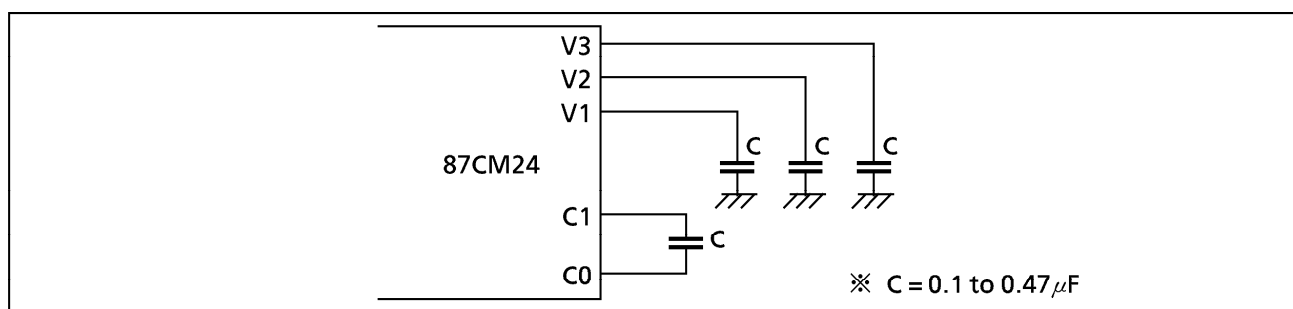 V3
V2
V1
C
C
C
87CM24
C1
C
C0
※ C = 0.1 to 0.47μF